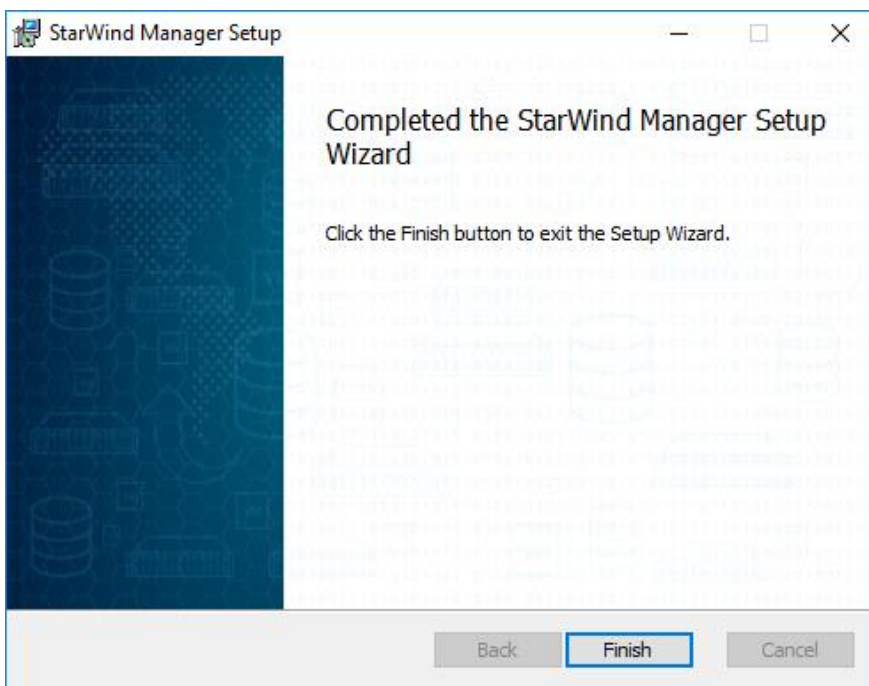 StarWind Manager Setup
Completed the StarWind Manager Setup
Wizard
Click the Finish button to exit the Setup Wizard.
Back
Finish
Cancel